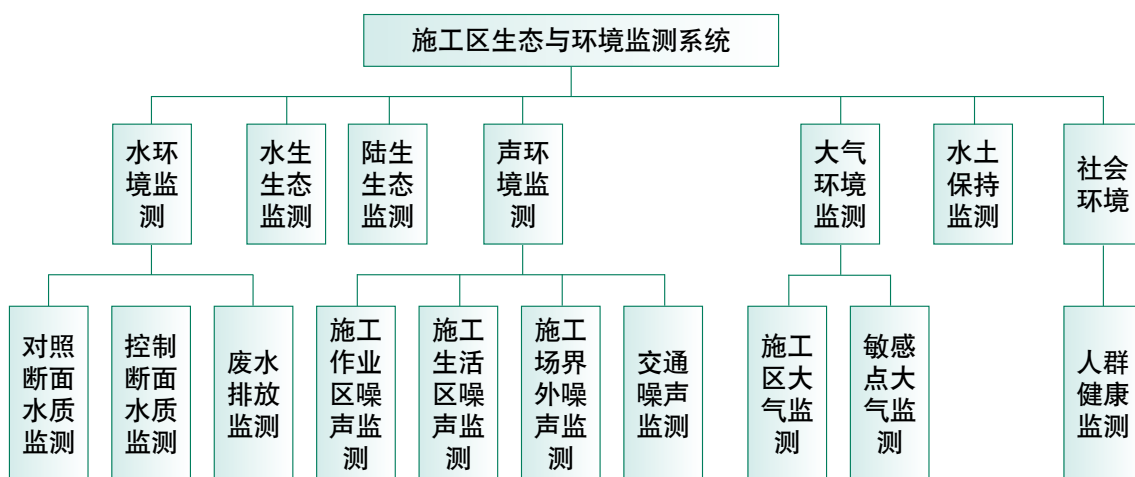 施工区生态与环境监测系统
水环
境监
测
水生
生态
监测
陆生
生态
监测
声环
境监
测
大气
环境
监测
水土
保持
监测
社会
环境
对照
断面
水质
监测
控制
断面
水质
监测
废水
排放
监测
施工
作业
区噪
声监
测
施工
生活
区噪
声监
测
施工
场界
外噪
声监
测
交通
噪声
监测
施工
区大
气监
测
敏感
点大
气监
测
人群
健康
监测